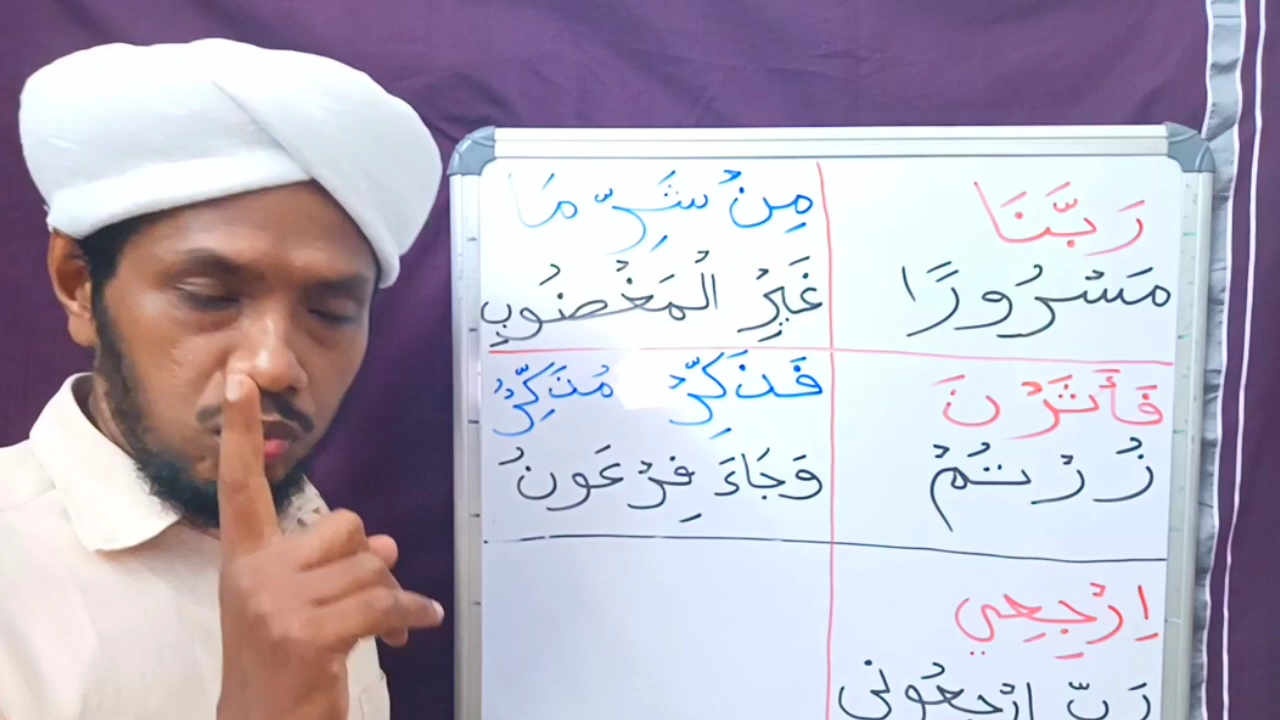 رَبَّنَا
مَسْرُورًا
مِنْ شَرِّ مَا
غَيْرِ الْمَغْضُوبِ
فَأَثَرْنَ
زُرْتُمْ
فَذَكِّرْ مُذَكِّرُ
وَجَاءَ فِرْعَوْنُ
اِرْجِعِي
رَبِّ ارْجِعُونِ